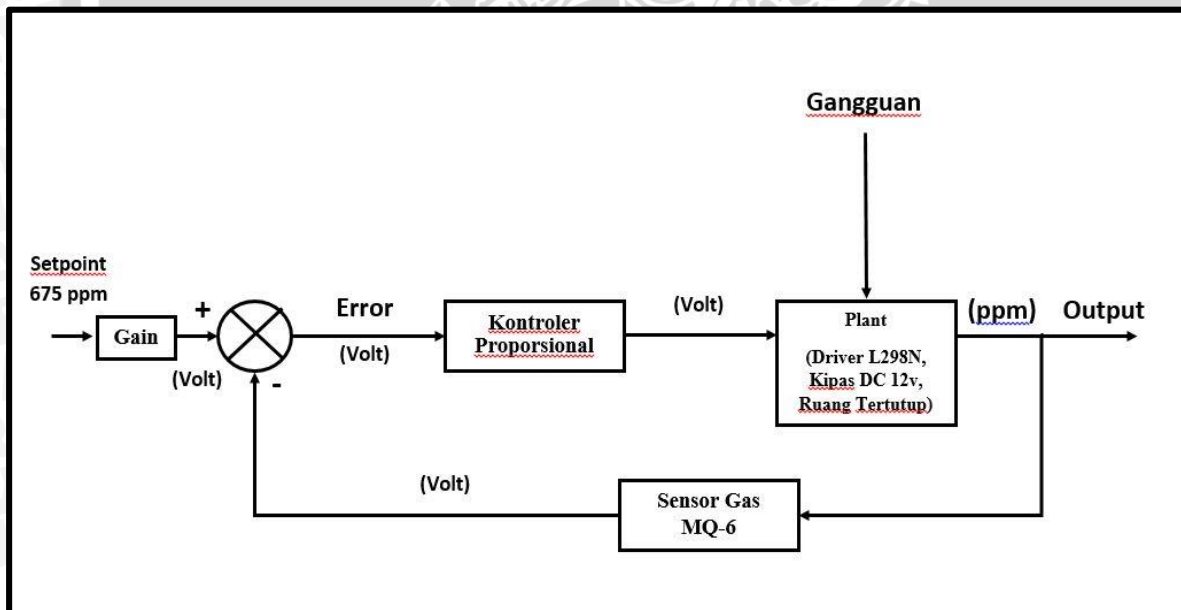 Gangguan
Setpoint
675 ppm
+
Gain
(Volt)
-
Error
(Volt)
Kontroler
Proporsional
(Volt)
Plant
(Driver L298N,
Kipas DC 12v,
Ruang Tertutup)
(ppm) Output
(Volt)
Sensor Gas
MQ-6